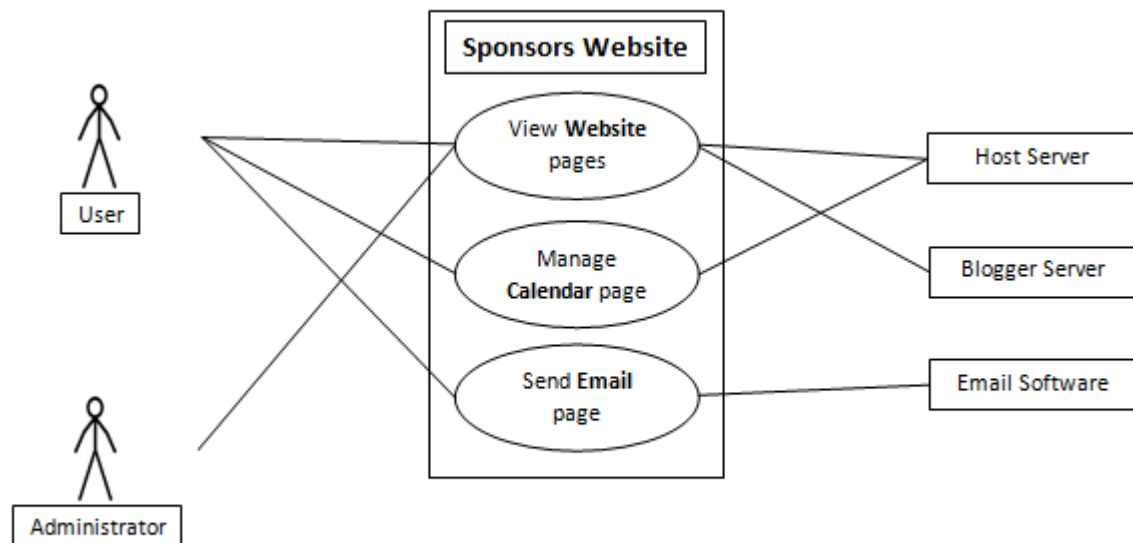 Sponsors Website
View Website
pages
Host Server
User
Manage
Calendar page
Blogger Server
Send Email
page
Email Software
Administrator